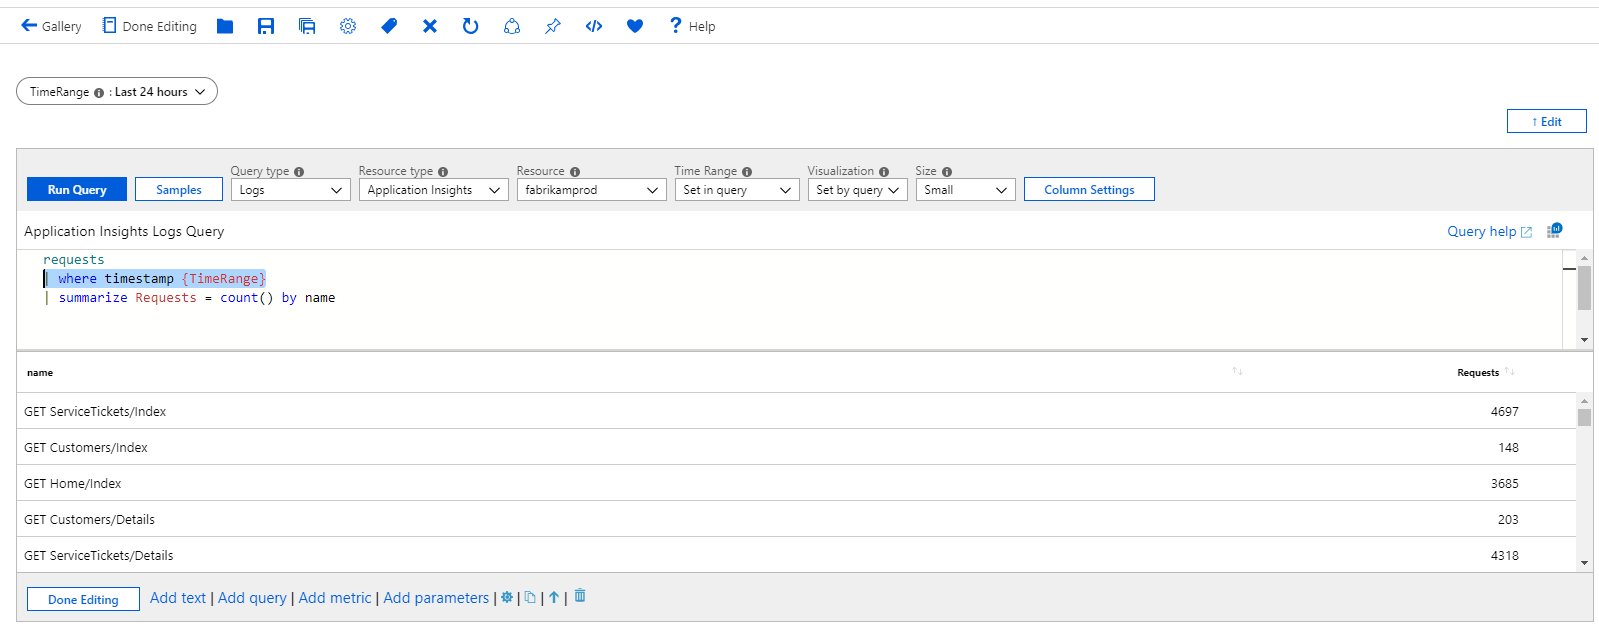 Gallery Done Editing Help
TimeRange : Last 24 hours
↑ Edit
Query type Resource type Resource Time Range Visualization Size
Run Query Samples Logs Application Insights fabrikamprod Set in query Set by query Small Column Settings
Application Insights Logs Query Query help
requests
| where timestamp {TimeRange}
| summarize Requests = count() by name
name Requests
GET ServiceTickets/Index 4697
GET Customers/Index 148
GET Home/Index 3685
GET Customers/Details 203
GET ServiceTickets/Details 4318
Done Editing Add text | Add query | Add metric | Add parameters | | | |